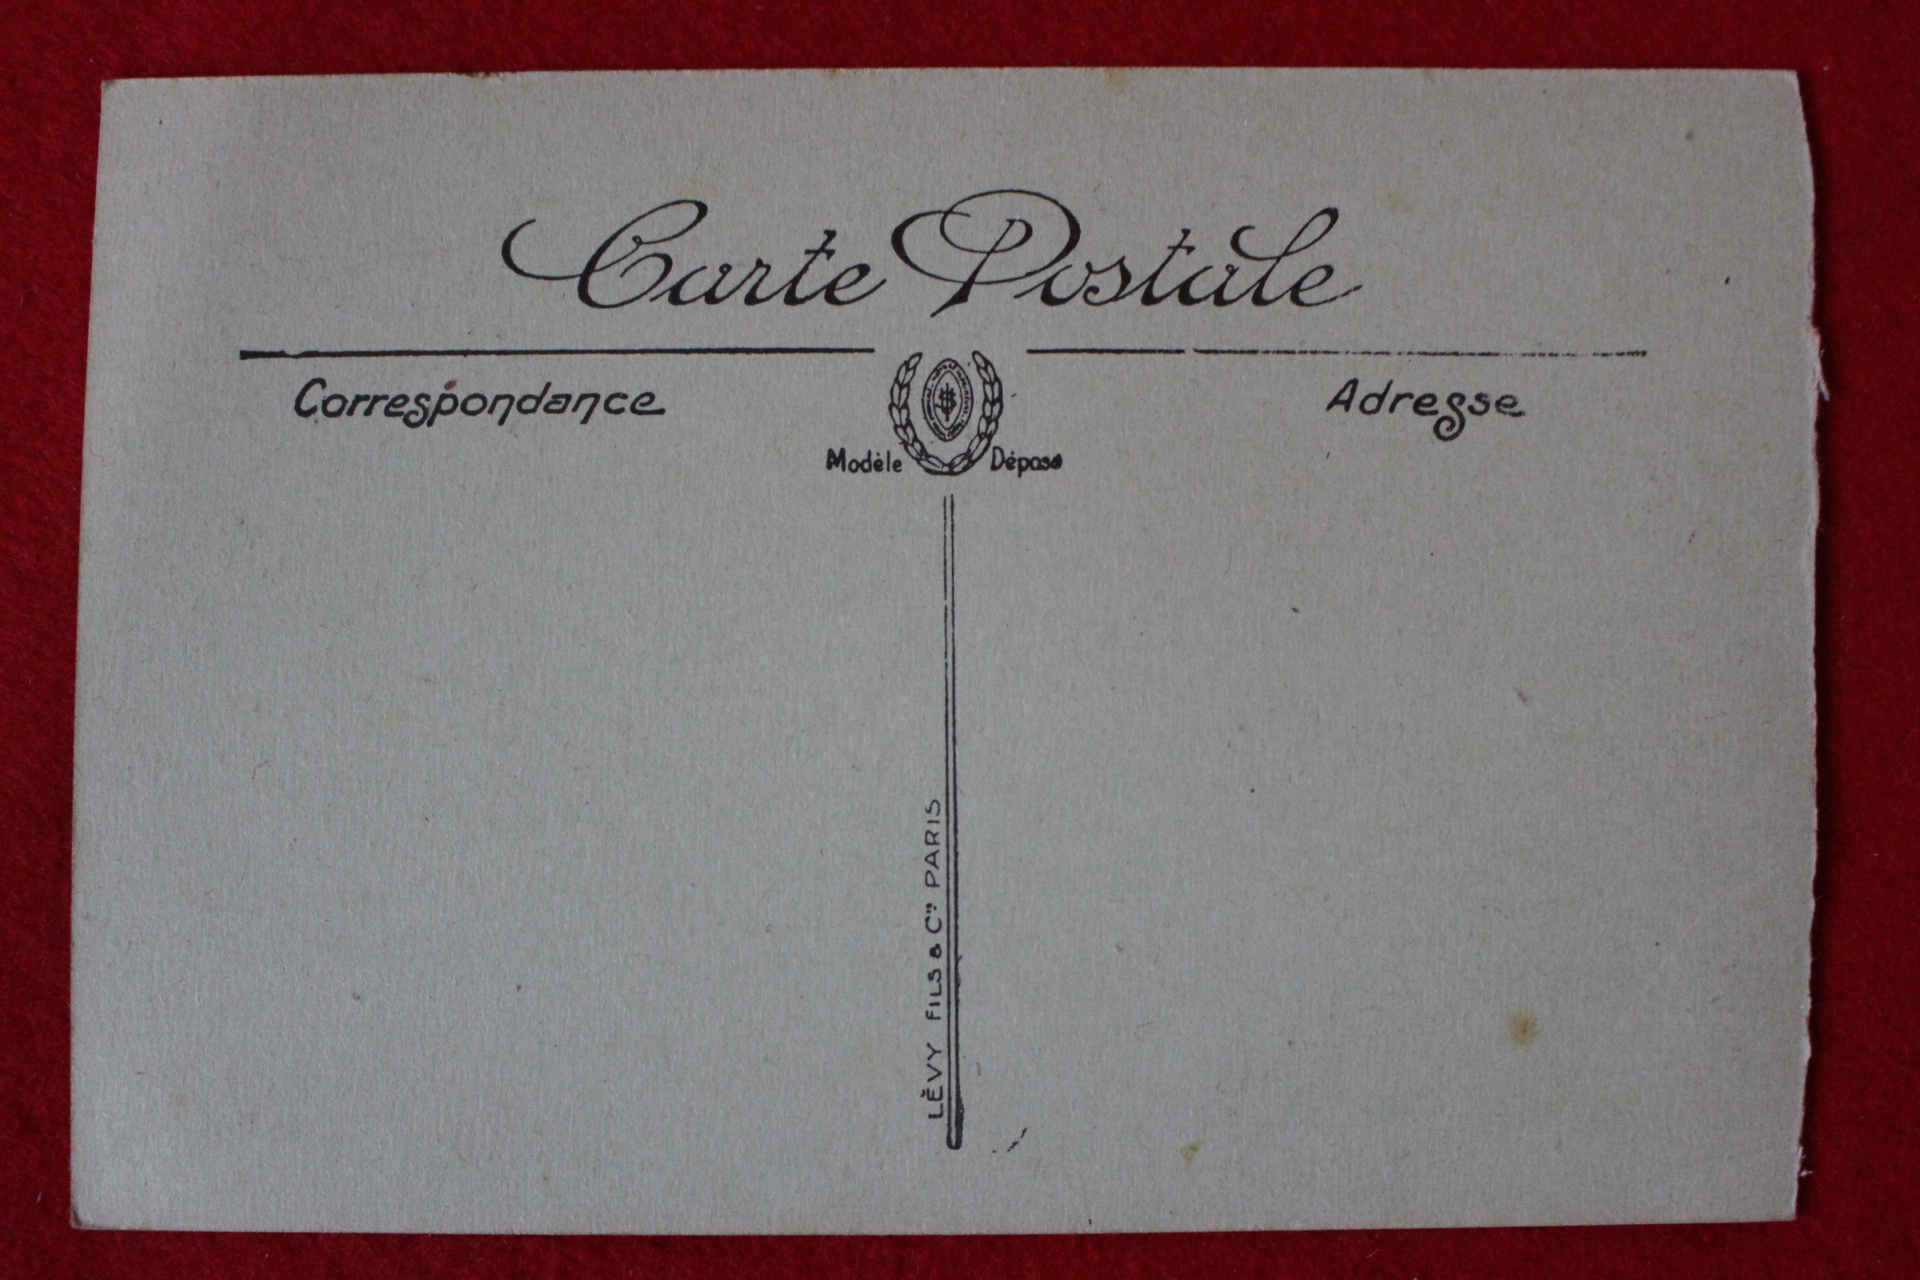 Carte Postale
Correspondance
Adresse
Modèle Déposé
LÉVY FILS & Cie PARIS